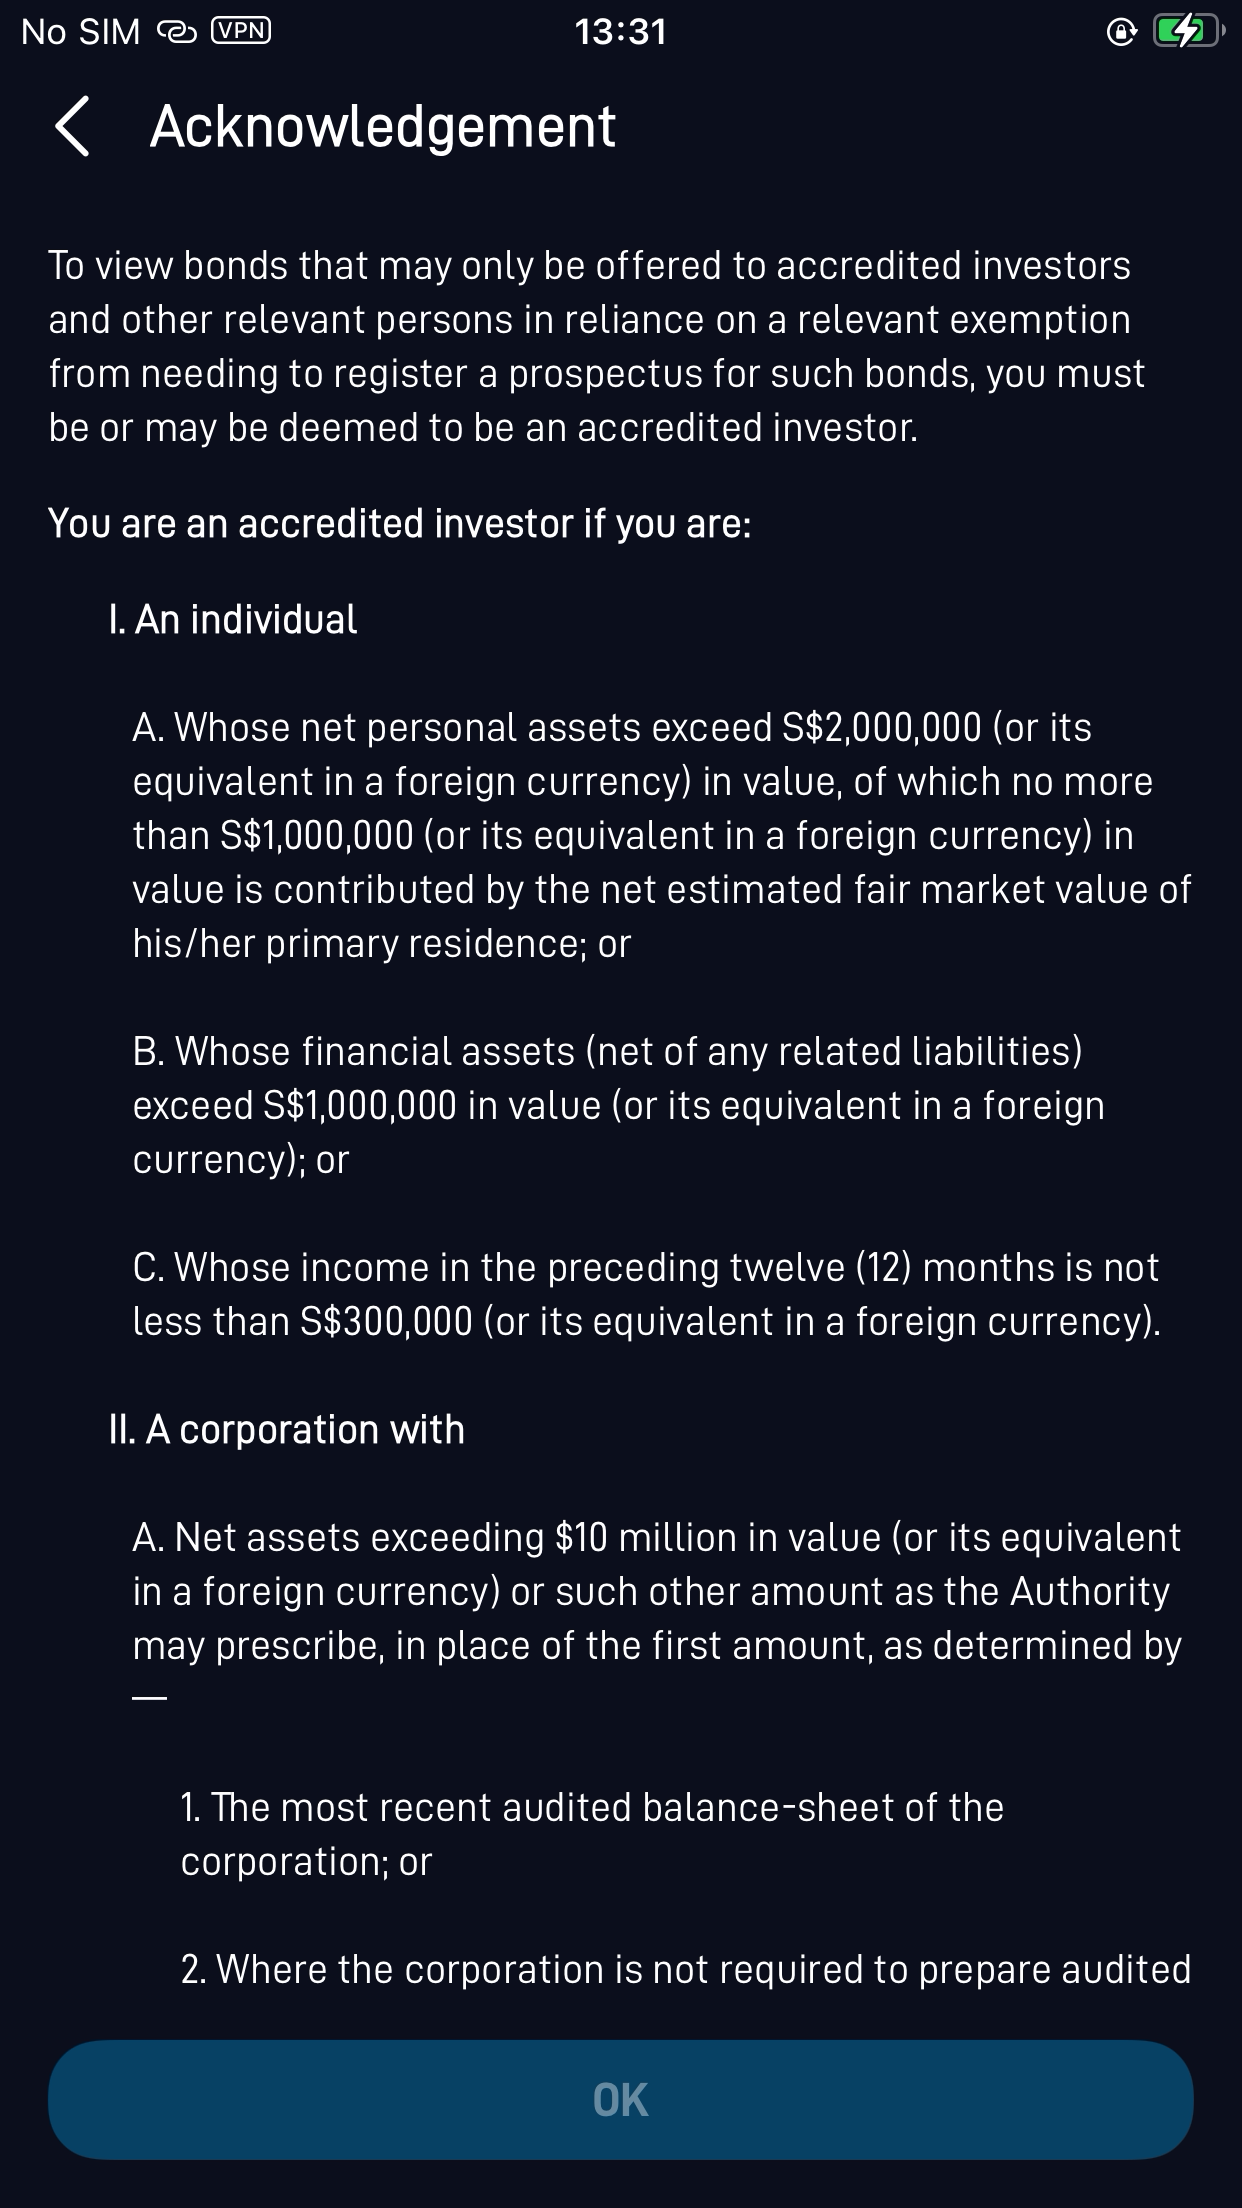 No SIM VPN 13:31
Acknowledgement
To view bonds that may only be offered to accredited investors
and other relevant persons in reliance on a relevant exemption
from needing to register a prospectus for such bonds, you must
be or may be deemed to be an accredited investor.
You are an accredited investor if you are:
I. An individual
A. Whose net personal assets exceed S$2,000,000 (or its
equivalent in a foreign currency) in value, of which no more
than S$1,000,000 (or its equivalent in a foreign currency) in
value is contributed by the net estimated fair market value of
his/her primary residence; or
B. Whose financial assets (net of any related liabilities)
exceed S$1,000,000 in value (or its equivalent in a foreign
currency); or
C. Whose income in the preceding twelve (12) months is not
less than S$300,000 (or its equivalent in a foreign currency).
II. A corporation with
A. Net assets exceeding $10 million in value (or its equivalent
in a foreign currency) or such other amount as the Authority
may prescribe, in place of the first amount, as determined by
—
1. The most recent audited balance-sheet of the
corporation; or
2. Where the corporation is not required to prepare audited
OK